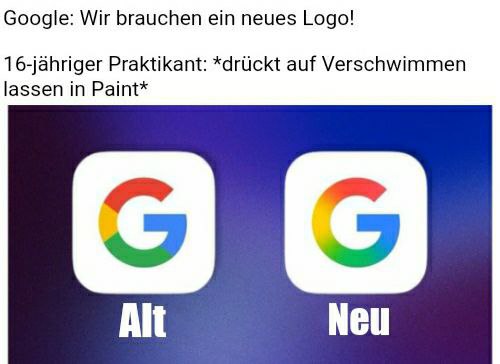 Google: Wir brauchen ein neues Logo!
16-jähriger Praktikant: *drückt auf Verschwimmen
lassen in Paint*
G G
Alt Neu